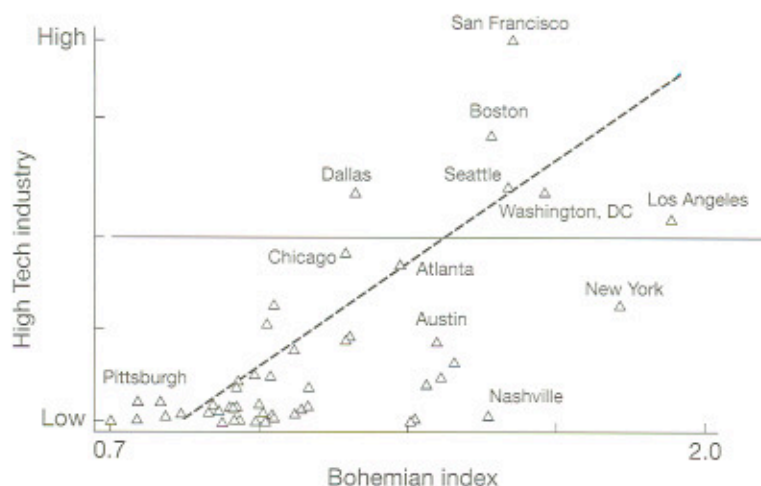 San Francisco
High
Boston
Dallas
Seattle
Los Angeles
Washington, DC
Chicago
Atlanta
New York
Austin
Pittsburgh
Nashville
Low
0.7
2.0
Bohemian index
High Tech industry